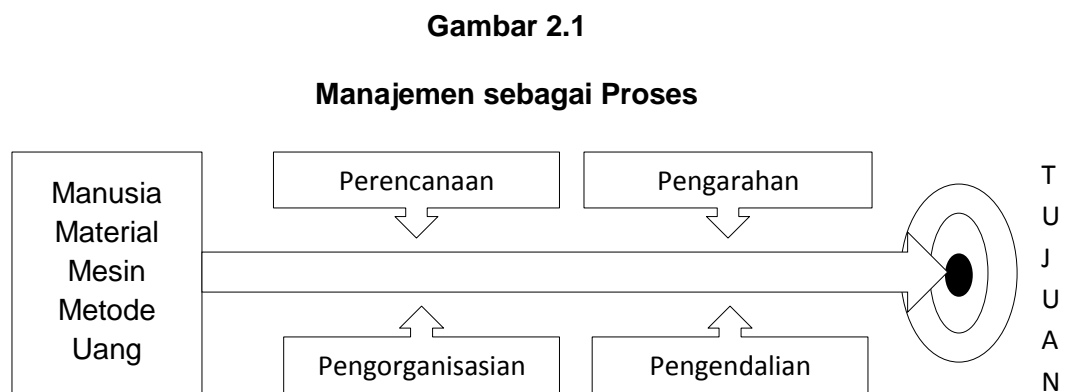 Gambar 2.1
Manajemen sebagai Proses
Manusia
Material
Mesin
Metode
Uang
Perencanaan
Pengarahan
Pengorganisasian
Pengendalian
T
U
J
U
A
N